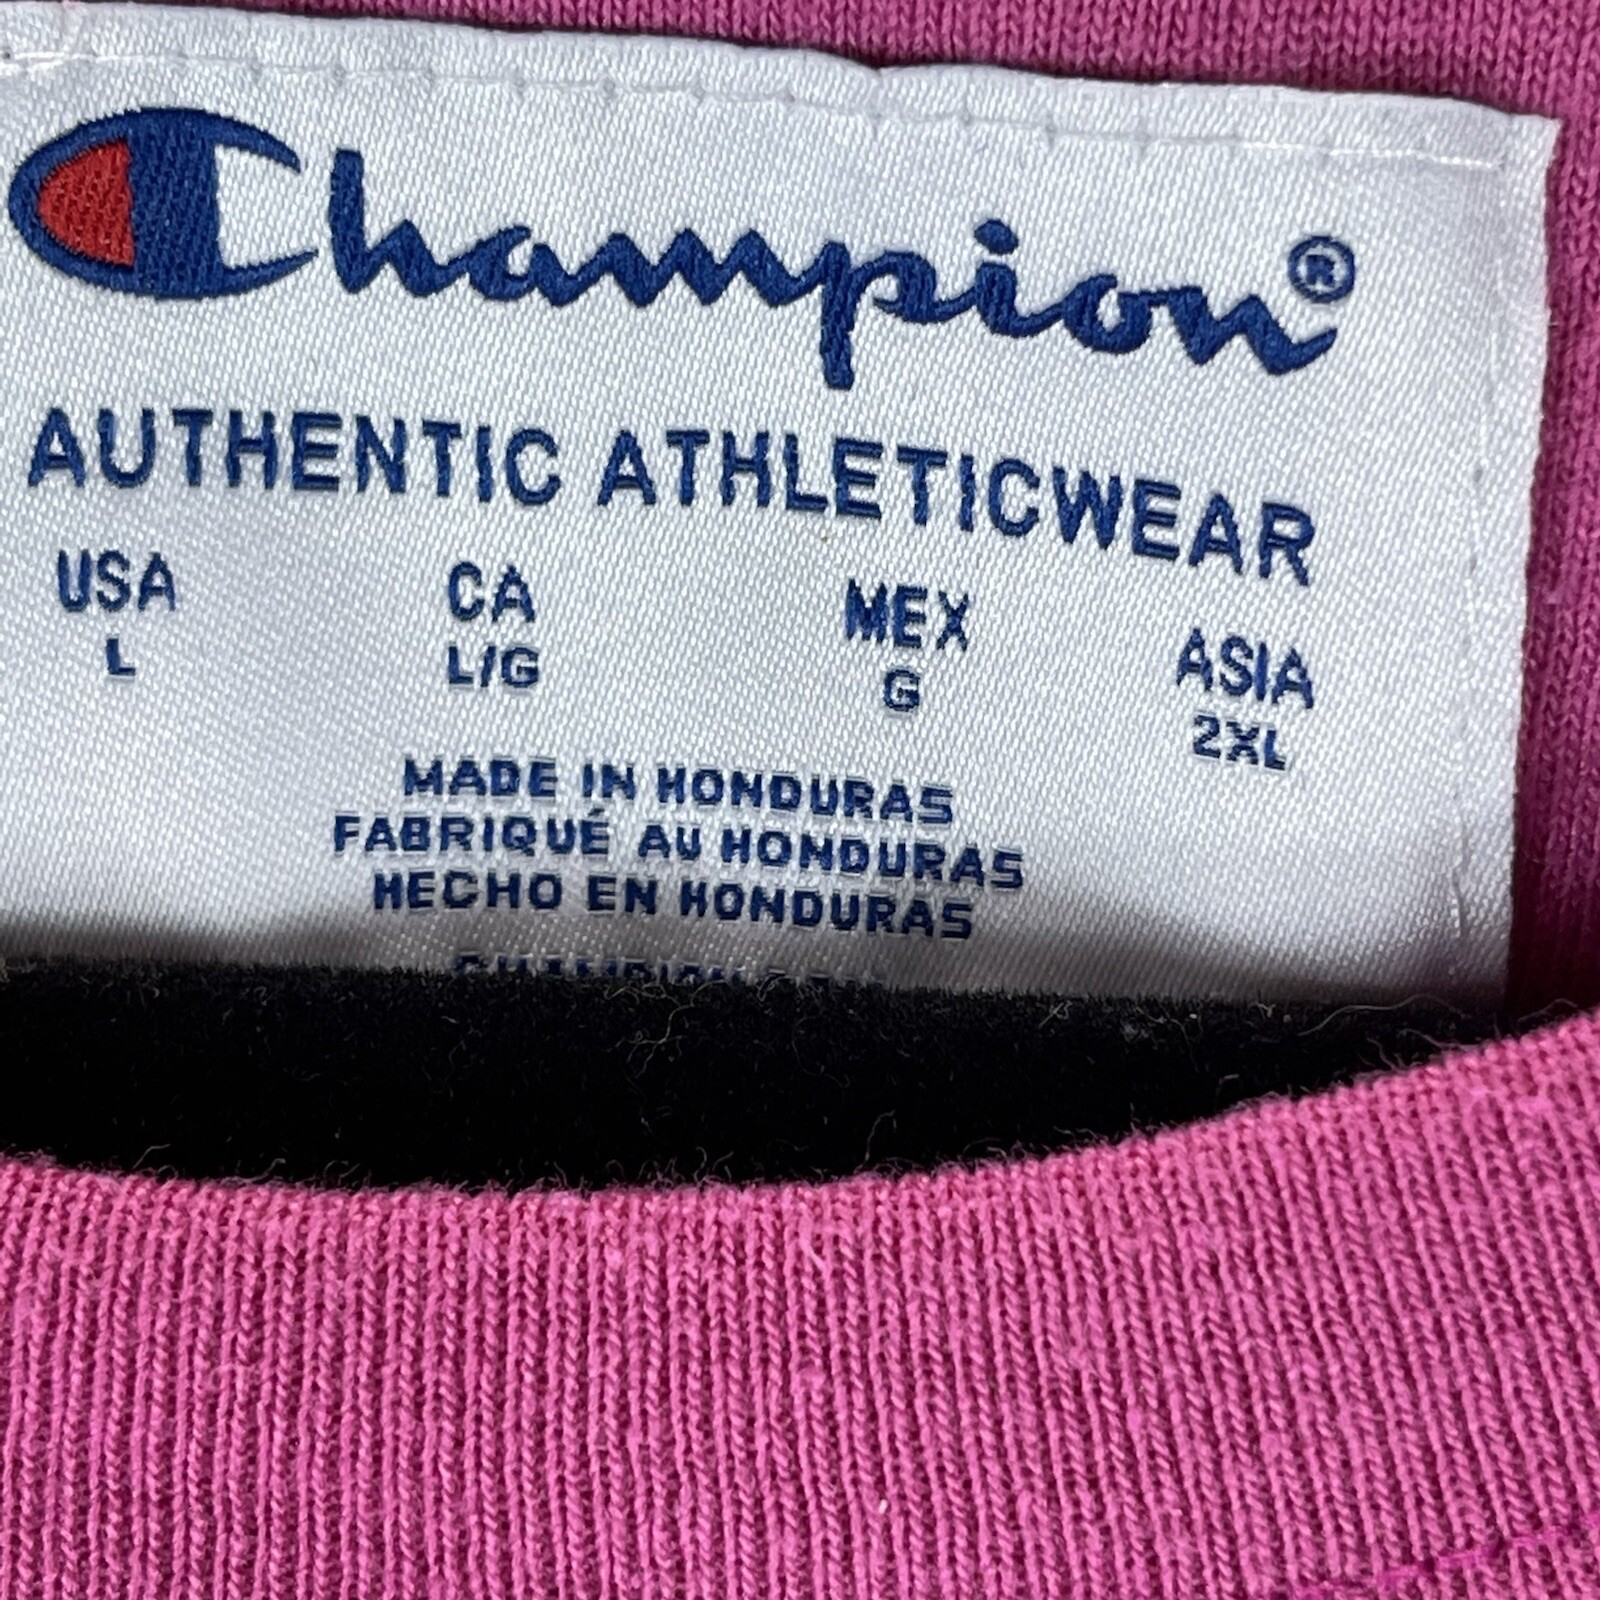 Champion®
AUTHENTIC ATHLETICWEAR
USA CA MEX ASIA
L L/G G 2XL
MADE IN HONDURAS
FABRIQUÉ AU HONDURAS
HECHO EN HONDURAS